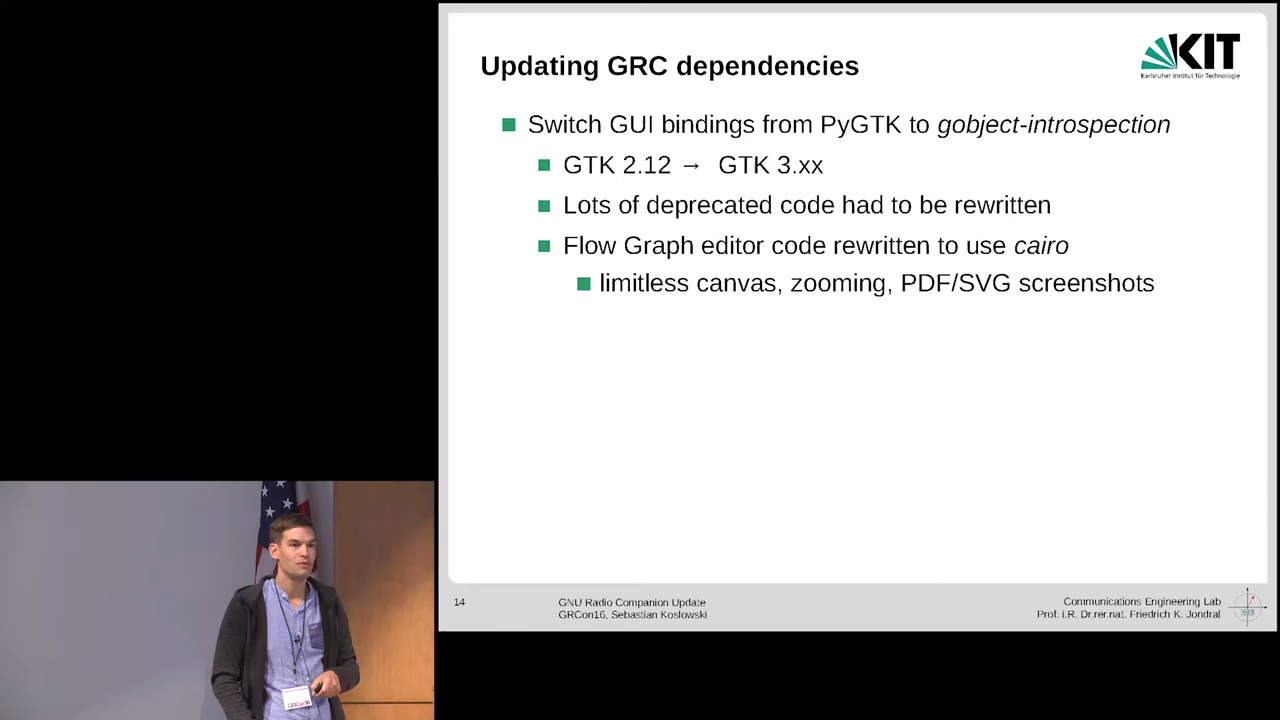 Updating GRC dependencies
KIT
Karlsruher Institut für Technologie
Switch GUI bindings from PyGTK to gobject-introspection
GTK 2.12 → GTK 3.xx
Lots of deprecated code had to be rewritten
Flow Graph editor code rewritten to use cairo
limitless canvas, zooming, PDF/SVG screenshots
14
GNU Radio Companion Update
GRCon16, Sebastian Koslowski
Communications Engineering Lab
Prof. i.R. Dr.rer.nat. Friedrich K. Jondral